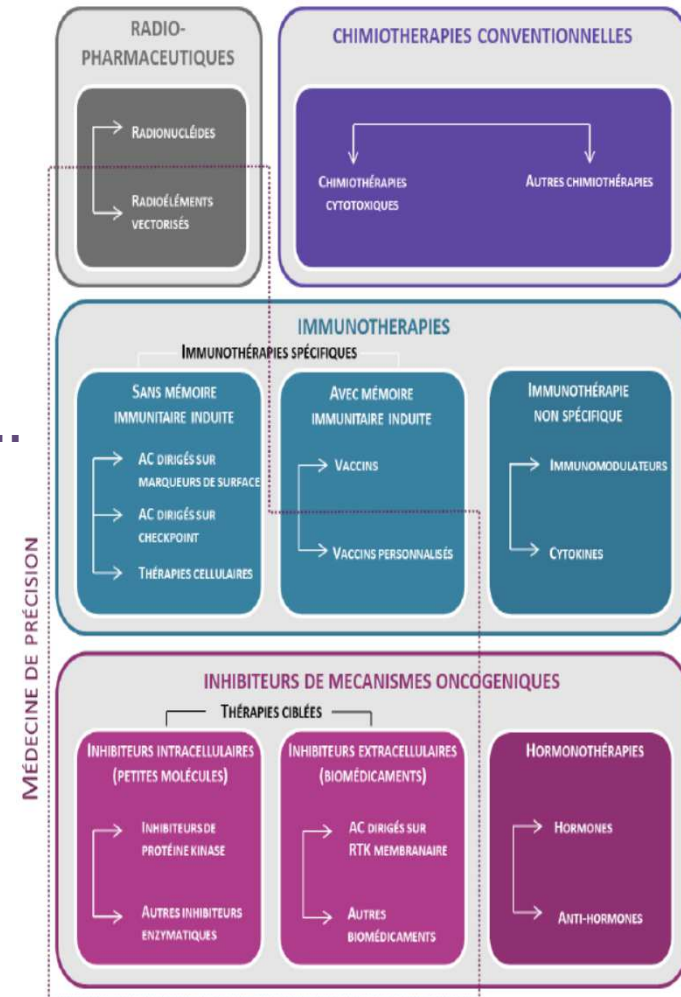 RADIO-
PHARMACEUTIQUES
RADIONUCLÉIDES
RADIOÉLÉMENTS
VECTORISÉS
CHIMIOTHERAPIES CONVENTIONNELLES
CHIMIOTHÉRAPIES
CYTOTOXIQUES
AUTRES CHIMIOTHÉRAPIES
..
MÉDECINE DE PRÉCISION
IMMUNOTHERAPIES
IMMUNOTHÉRAPIES SPÉCIFIQUES
SANS MÉMOIRE
IMMUNITAIRE INDUITE
AC DIRIGÉS SUR
MARQUEURS DE SURFACE
AC DIRIGÉS SUR
CHECKPOINT
THÉRAPIES CELLULAIRES
AVEC MÉMOIRE
IMMUNITAIRE INDUITE
VACCINS
VACCINS PERSONNALISÉS
IMMUNOTHÉRAPIE
NON SPÉCIFIQUE
IMMUNOMODULATEURS
CYTOKINES
INHIBITEURS DE MECANISMES ONCOGENIQUES
THÉRAPIES CIBLÉES
INHIBITEURS INTRACELLULAIRES
(PETITES MOLÉCULES)
INHIBITEURS DE
PROTÉINE KINASE
AUTRES INHIBITEURS
ENZYMATIQUES
INHIBITEURS EXTRACELLULAIRES
(BIOMÉDICAMENTS)
AC DIRIGÉS SUR
RTK MEMBRANAIRE
AUTRES
BIOMÉDICAMENTS
HORMONOTHÉRAPIES
HORMONES
ANTI-HORMONES